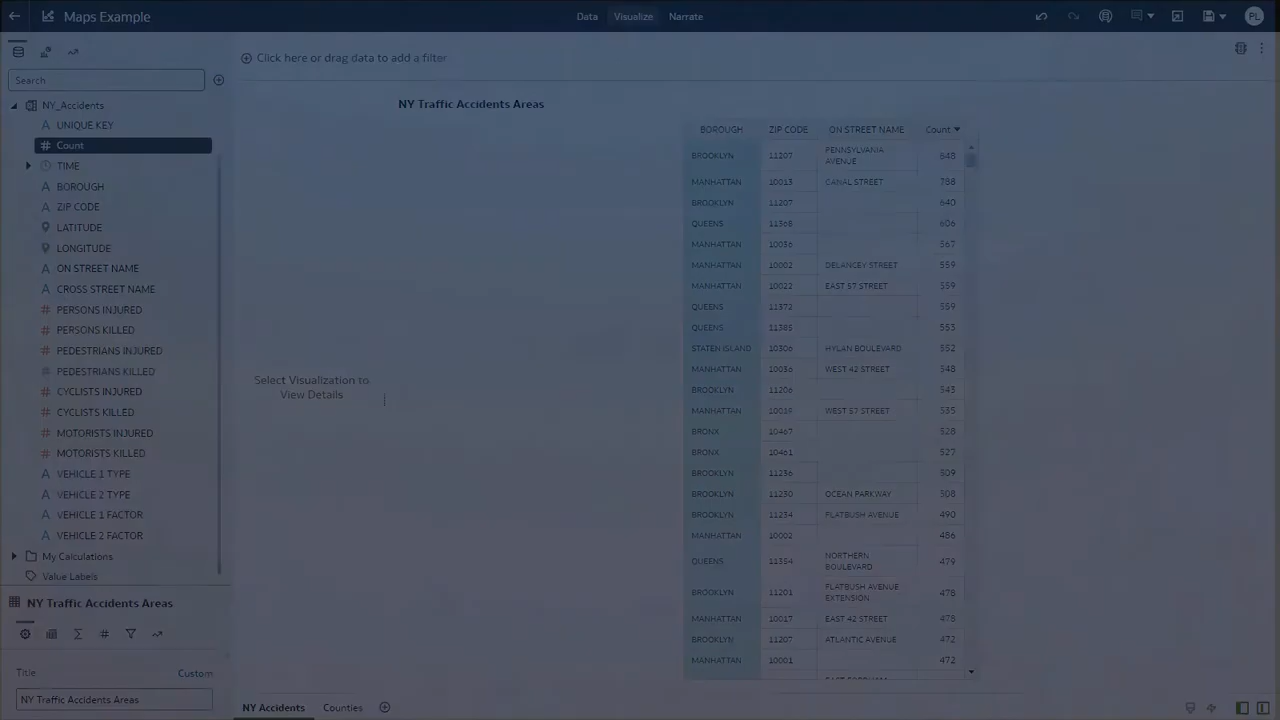 Maps Example
Data Visualize Narrate
PL
Click here or drag data to add a filter
Search
NY_Accidents
UNIQUE KEY
Count
TIME
BOROUGH
ZIP CODE
LATITUDE
LONGITUDE
ON STREET NAME
CROSS STREET NAME
PERSONS INJURED
PERSONS KILLED
PEDESTRIANS INJURED
PEDESTRIANS KILLED
CYCLISTS INJURED
CYCLISTS KILLED
MOTORISTS INJURED
MOTORISTS KILLED
VEHICLE 1 TYPE
VEHICLE 2 TYPE
VEHICLE 1 FACTOR
VEHICLE 2 FACTOR
My Calculations
Value Labels
NY Traffic Accidents Areas
Title Custom
NY Traffic Accidents Areas
Select Visualization to
View Details
NY Traffic Accidents Areas
BOROUGH ZIP CODE ON STREET NAME Count
BROOKLYN 11207 PENNSYLVANIA AVENUE 848
MANHATTAN 10013 CANAL STREET 788
BROOKLYN 11207 640
QUEENS 11368 606
MANHATTAN 10036 567
MANHATTAN 10002 DELANCEY STREET 559
MANHATTAN 10022 EAST 57 STREET 559
QUEENS 11372 559
QUEENS 11385 553
STATEN ISLAND 10306 HYLAN BOULEVARD 552
MANHATTAN 10036 WEST 42 STREET 548
BROOKLYN 11206 543
MANHATTAN 10019 WEST 57 STREET 535
BRONX 10467 528
BRONX 10461 527
BROOKLYN 11236 509
BROOKLYN 11230 OCEAN PARKWAY 508
BROOKLYN 11234 FLATBUSH AVENUE 490
MANHATTAN 10002 486
QUEENS 11354 NORTHERN BOULEVARD 479
BROOKLYN 11201 FLATBUSH AVENUE EXTENSION 478
MANHATTAN 10017 EAST 42 STREET 478
BROOKLYN 11207 ATLANTIC AVENUE 472
MANHATTAN 10001 472
NY Accidents Counties